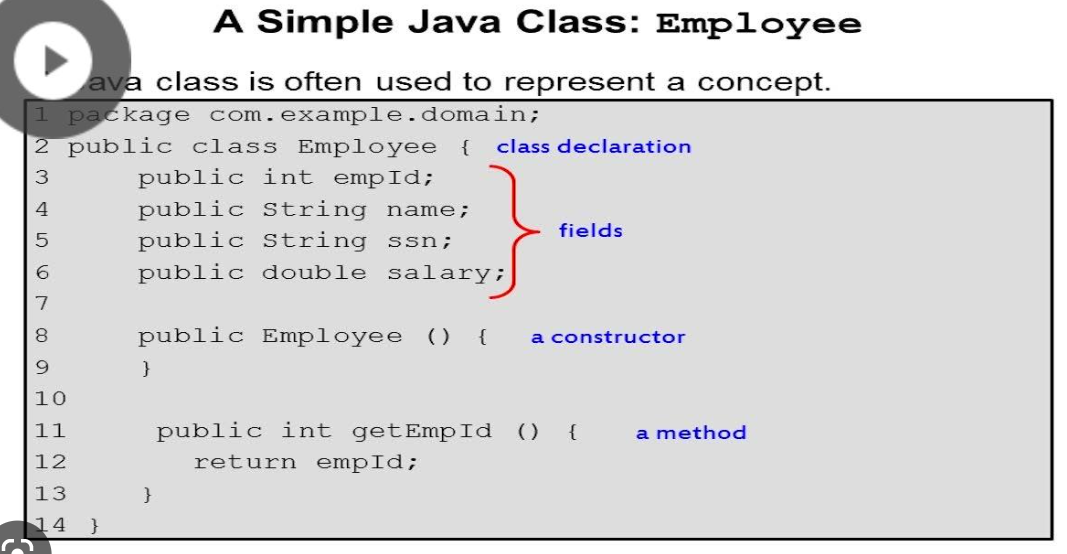 A Simple Java Class: Employee
ava class is often used to represent a concept.
1 package com.example.domain;
2 public class Employee { class declaration
3 public int empId;
4 public String name;
fields
5 public String ssn;
6 public double salary;
7
8 public Employee () { a constructor
9 }
10
11 public int getEmpId () { a method
12 return empId;
13 }
14 }